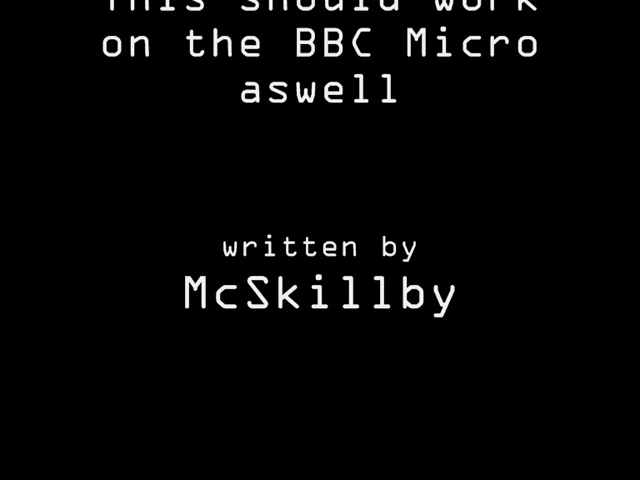 This should work
on the BBC Micro
aswell
written by
McSkillby